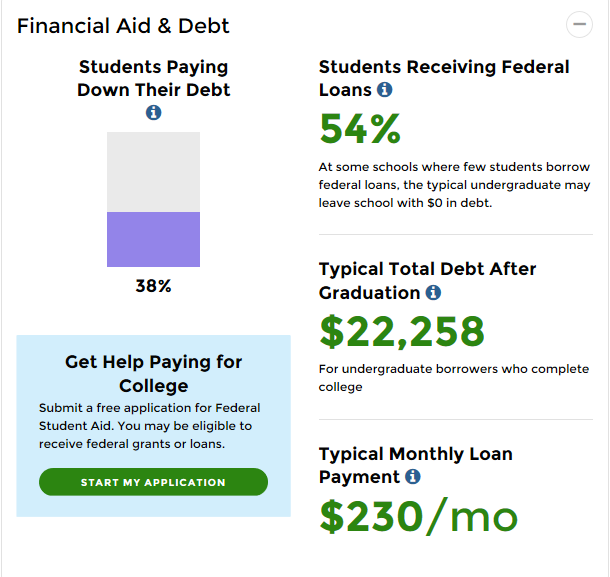 Financial Aid & Debt
Students Paying
Down Their Debt
38%
Get Help Paying for
College
Submit a free application for Federal
Student Aid. You may be eligible to
receive federal grants or loans.
START MY APPLICATION
Students Receiving Federal
Loans
54%
At some schools where few students borrow
federal loans, the typical undergraduate may
leave school with $0 in debt.
Typical Total Debt After
Graduation
$22,258
For undergraduate borrowers who complete
college
Typical Monthly Loan
Payment
$230/mo